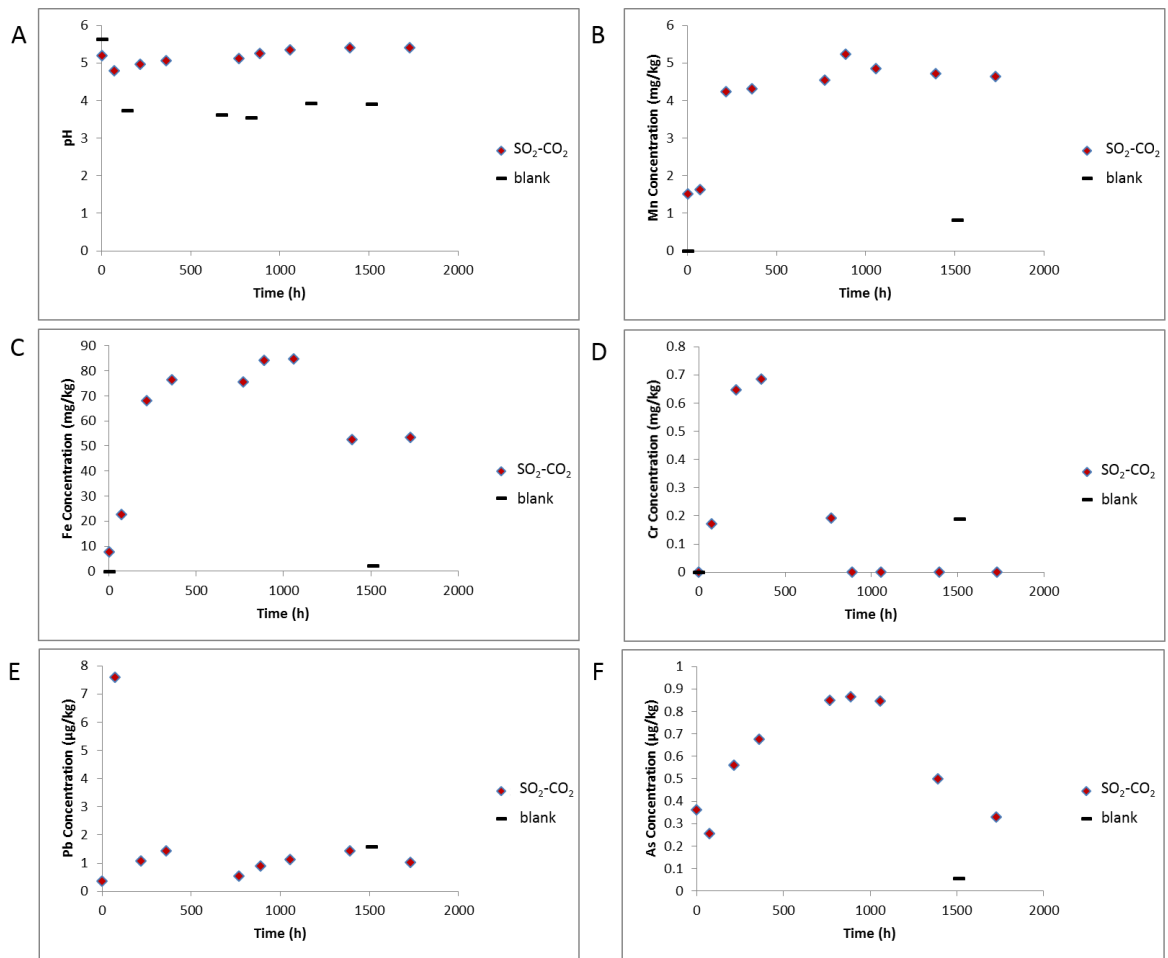 A
6
5
4
3
2
1
0
pH
0 500 1000 1500 2000
Time (h)
SO₂-CO₂
blank
B
6
5
4
3
2
1
0
Mn Concentration (mg/kg)
0 500 1000 1500 2000
Time (h)
SO₂-CO₂
blank
C
90
80
70
60
50
40
30
20
10
0
Fe Concentration (mg/kg)
0 500 1000 1500 2000
Time (h)
SO₂-CO₂
blank
D
0.8
0.7
0.6
0.5
0.4
0.3
0.2
0.1
0
Cr Concentration (mg/kg)
0 500 1000 1500 2000
Time (h)
SO₂-CO₂
blank
E
8
7
6
5
4
3
2
1
0
Pb Concentration (µg/kg)
0 500 1000 1500 2000
Time (h)
SO₂-CO₂
blank
F
1
0.9
0.8
0.7
0.6
0.5
0.4
0.3
0.2
0.1
0
As Concentration (µg/kg)
0 500 1000 1500 2000
Time (h)
SO₂-CO₂
blank